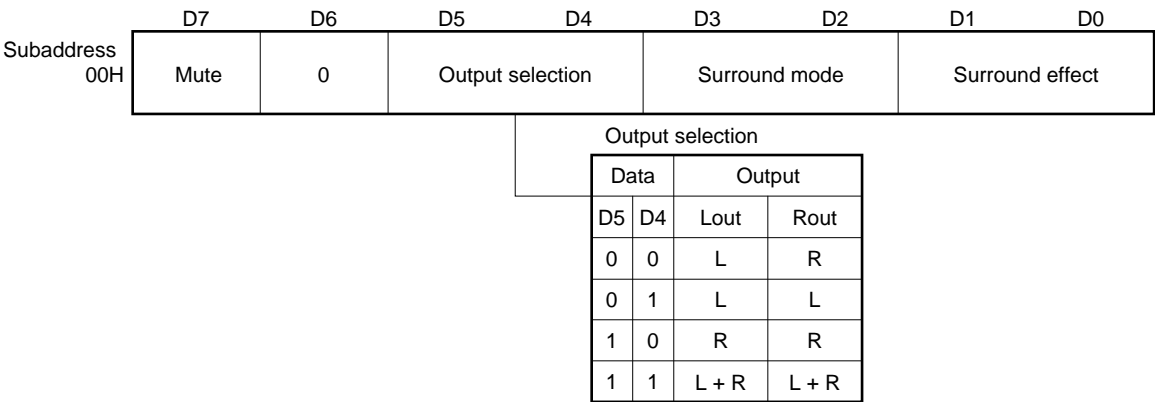 D7 D6 D5 D4 D3 D2 D1 D0
Subaddress
00H Mute 0 Output selection Surround mode Surround effect
Output selection
Data Output
D5 D4 Lout Rout
0 0 L R
0 1 L L
1 0 R R
1 1 L + R L + R